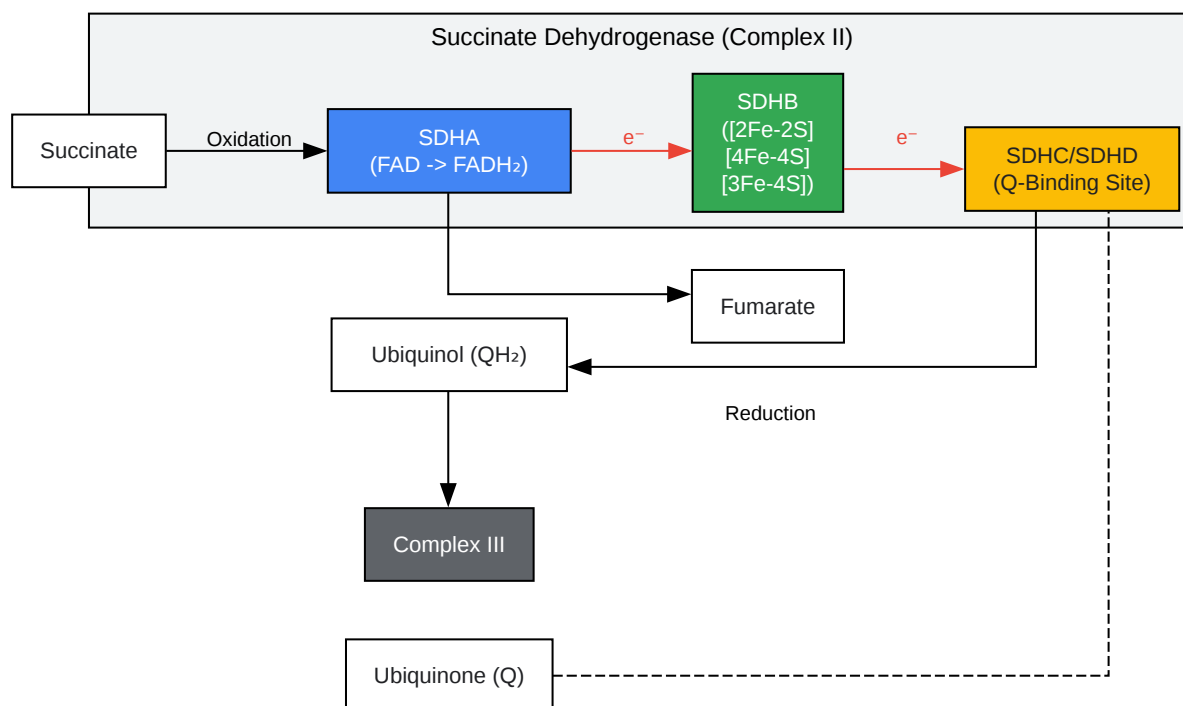 Succinate Dehydrogenase (Complex II)
Succinate
Oxidation
SDHA
(FAD -> FADH₂)
e⁻
SDHB
([2Fe-2S]
[4Fe-4S]
[3Fe-4S])
e⁻
SDHC/SDHD
(Q-Binding Site)
Fumarate
Ubiquinol (QH₂)
Reduction
Complex III
Ubiquinone (Q)